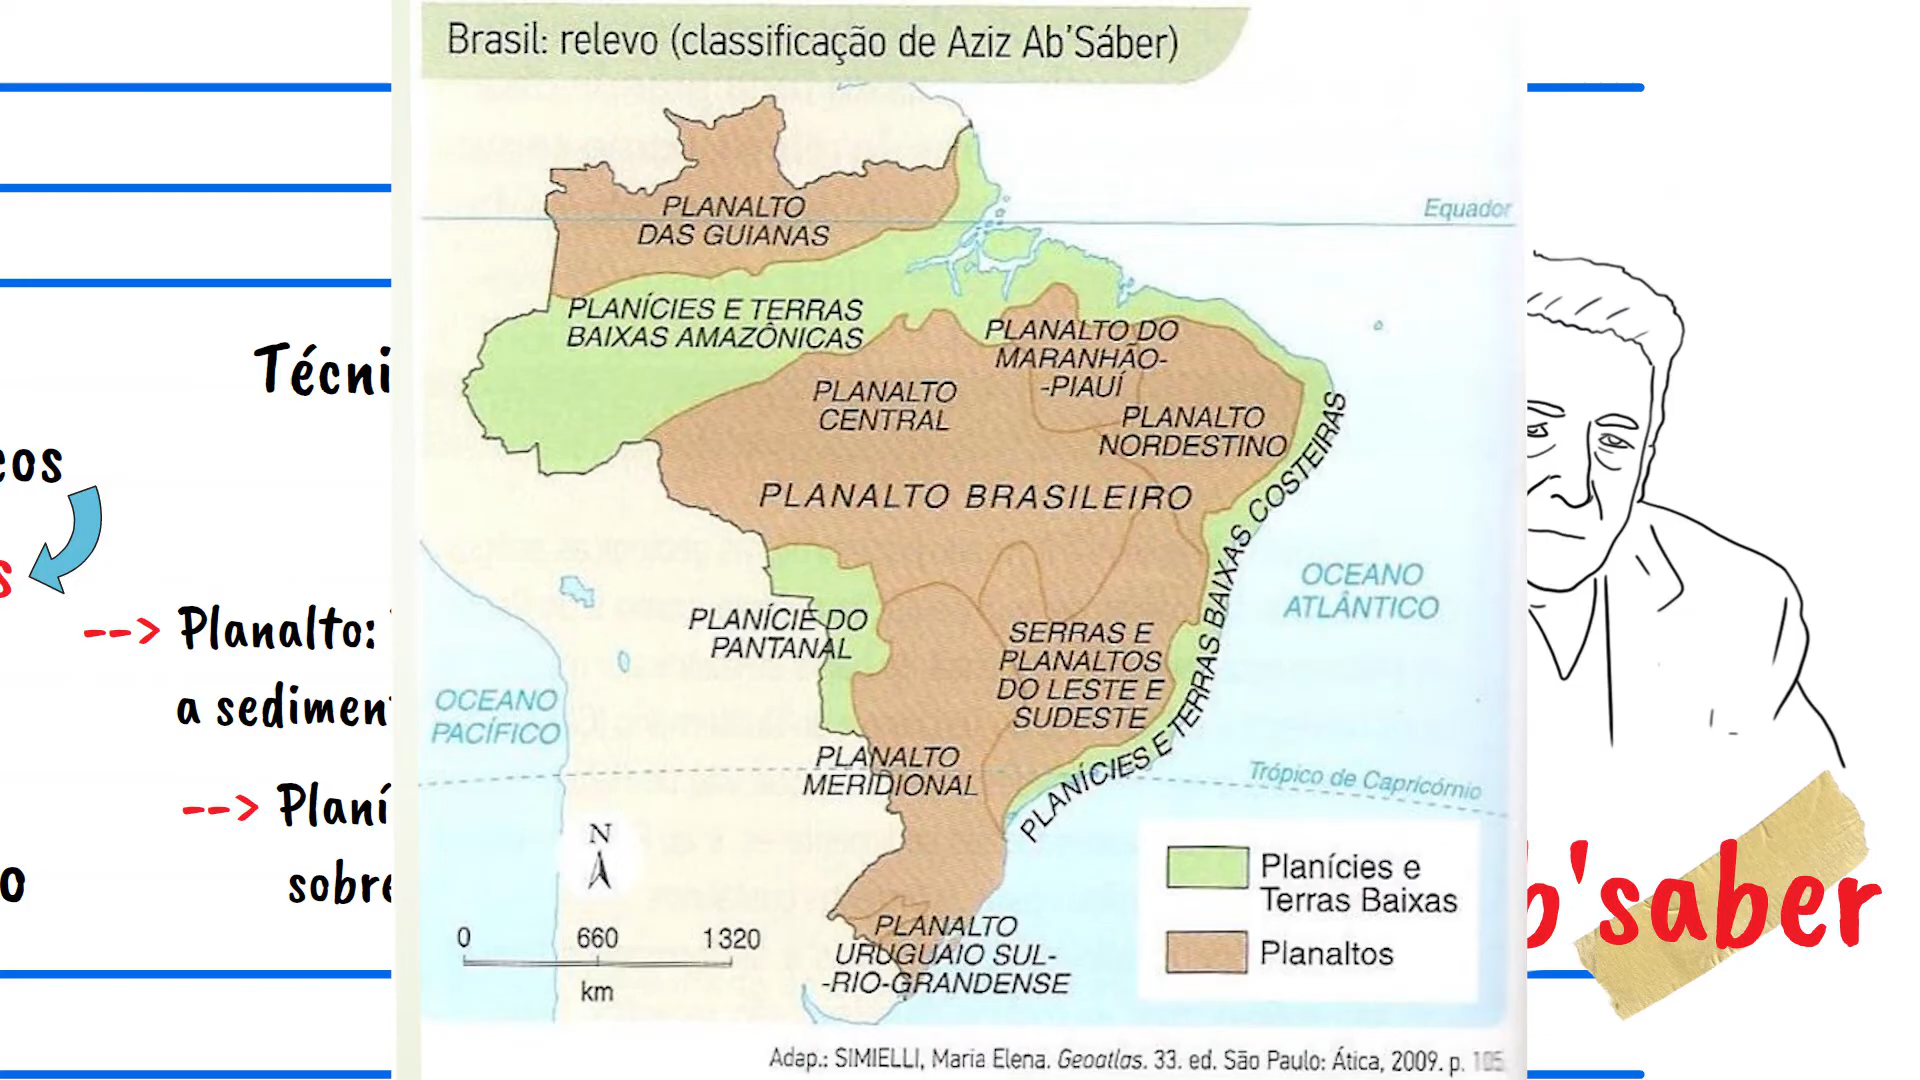 Brasil: relevo (classificação de Aziz Ab'Sáber)
PLANALTO
DAS GUIANAS
Equador
PLANÍCIES E TERRAS
BAIXAS AMAZÔNICAS
PLANALTO DO
MARANHÃO-
-PIAUÍ
PLANALTO
CENTRAL
PLANALTO
NORDESTINO
PLANALTO BRASILEIRO
PLANÍCIES E TERRAS BAIXAS COSTEIRAS
OCEANO
ATLÂNTICO
PLANÍCIE DO
PANTANAL
SERRAS E
PLANALTOS
DO LESTE E
SUDESTE
OCEANO
PACÍFICO
PLANALTO
MERIDIONAL
Trópico de Capricórnio
N
0 660 1320
km
PLANALTO
URUGUAIO SUL-
-RIO-GRANDENSE
Planícies e
Terras Baixas
Planaltos
Adap.: SIMIELLI, Maria Elena. Geoatlas. 33. ed. São Paulo: Ática, 2009. p. 105
Técni
cos
s
--> Planalto:
a sedimen
--> Planí
sobre
o
b'saber